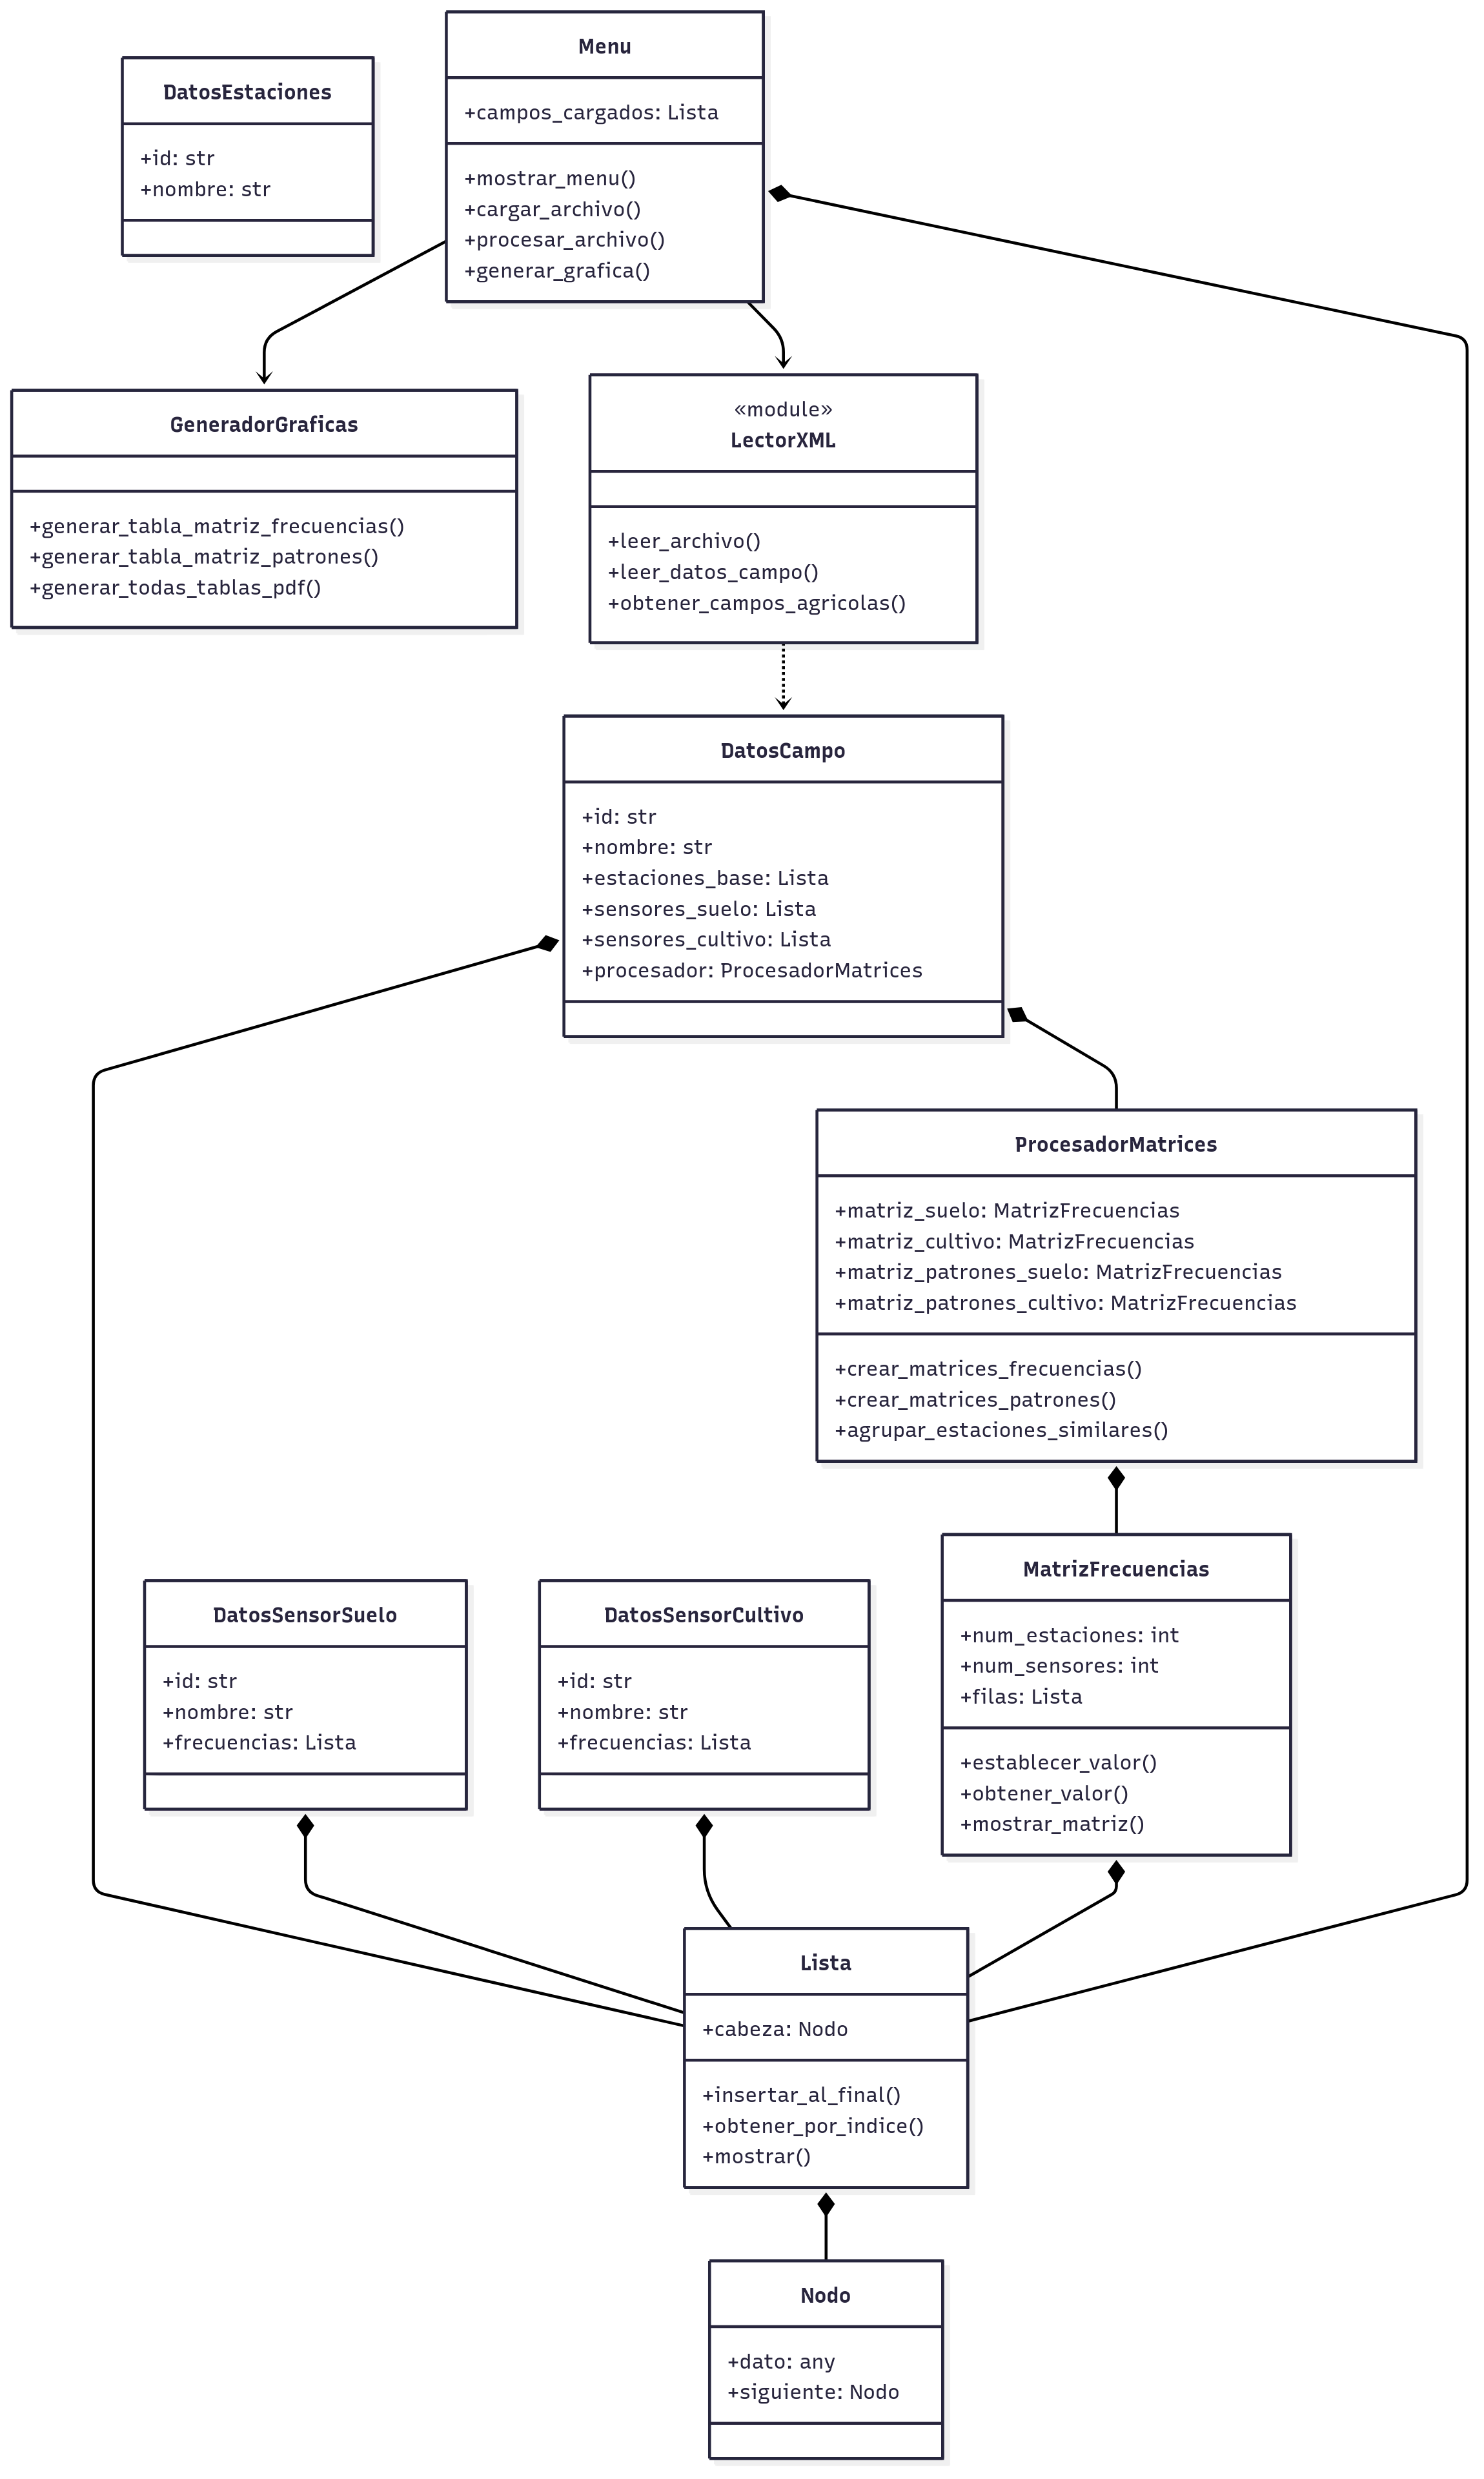 DatosEstaciones
+id: str
+nombre: str
Menu
+campos_cargados: Lista
+mostrar_menu()
+cargar_archivo()
+procesar_archivo()
+generar_grafica()
GeneradorGraficas
+generar_tabla_matriz_frecuencias()
+generar_tabla_matriz_patrones()
+generar_todas_tablas_pdf()
«module»
LectorXML
+leer_archivo()
+leer_datos_campo()
+obtener_campos_agricolas()
DatosCampo
+id: str
+nombre: str
+estaciones_base: Lista
+sensores_suelo: Lista
+sensores_cultivo: Lista
+procesador: ProcesadorMatrices
ProcesadorMatrices
+matriz_suelo: MatrizFrecuencias
+matriz_cultivo: MatrizFrecuencias
+matriz_patrones_suelo: MatrizFrecuencias
+matriz_patrones_cultivo: MatrizFrecuencias
+crear_matrices_frecuencias()
+crear_matrices_patrones()
+agrupar_estaciones_similares()
DatosSensorSuelo
+id: str
+nombre: str
+frecuencias: Lista
DatosSensorCultivo
+id: str
+nombre: str
+frecuencias: Lista
MatrizFrecuencias
+num_estaciones: int
+num_sensores: int
+filas: Lista
+establecer_valor()
+obtener_valor()
+mostrar_matriz()
Lista
+cabeza: Nodo
+insertar_al_final()
+obtener_por_indice()
+mostrar()
Nodo
+dato: any
+siguiente: Nodo